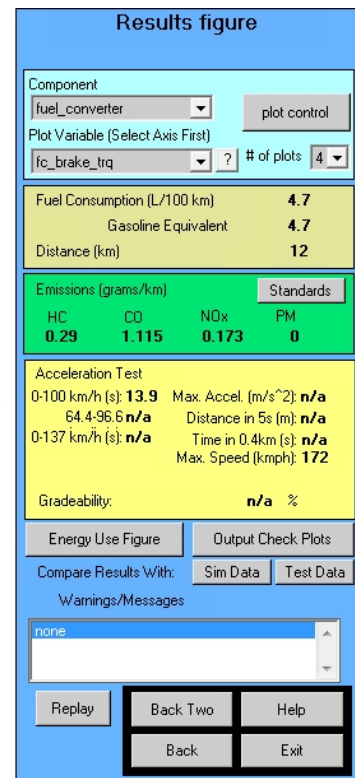 Results figure
Component
fuel_converter
plot control
Plot Variable (Select Axis First)
fc_brake_trq ? # of plots 4
Fuel Consumption (L/100 km) 4.7
Gasoline Equivalent 4.7
Distance (km) 12
Emissions (grams/km) Standards
HC CO NOx PM
0.29 1.115 0.173 0
Acceleration Test
0-100 km/h (s): 13.9 Max. Accel. (m/s^2): n/a
64.4-96.6 n/a Distance in 5s (m): n/a
0-137 km/h (s): n/a Time in 0.4km (s): n/a
Max. Speed (kmph): 172
Gradeability: n/a %
Energy Use Figure Output Check Plots
Compare Results With: Sim Data Test Data
Warnings/Messages
none
Replay Back Two Help
Back Exit